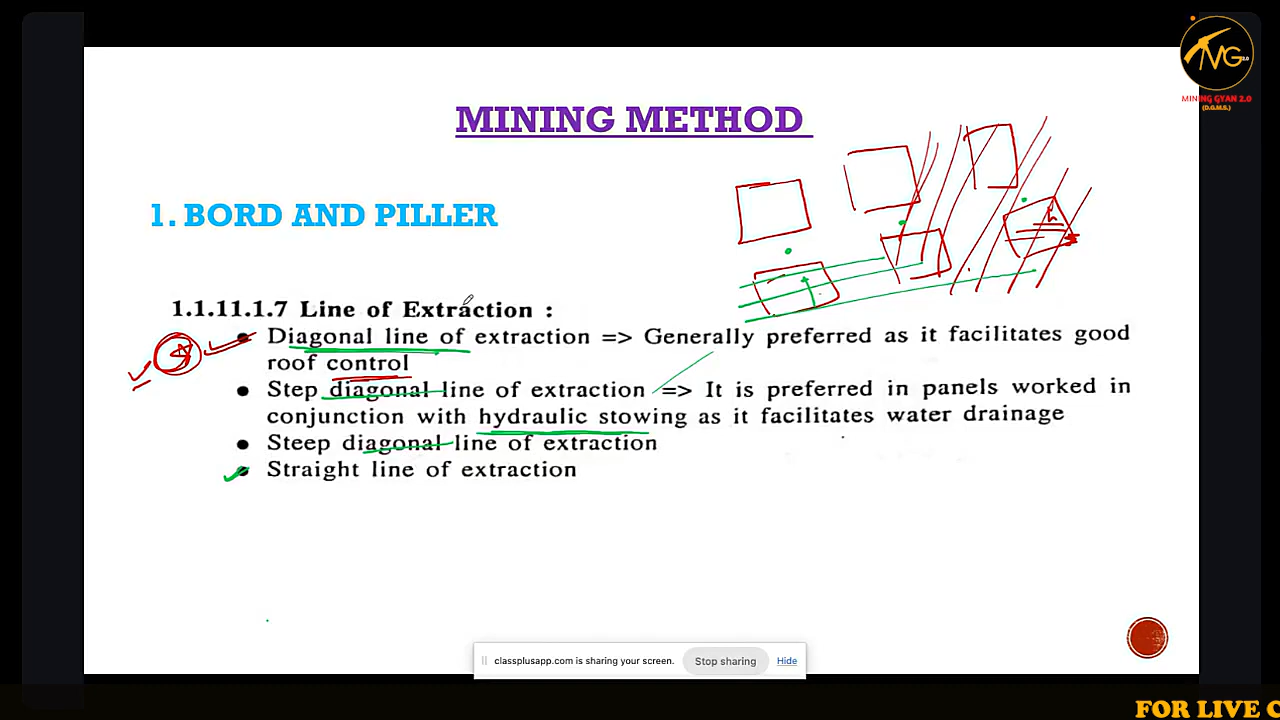 MG2.0
MINING GYAN 2.0
(D.G.M.S.)
MINING METHOD
1. BORD AND PILLER
h
1.1.11.1.7 Line of Extraction :
Diagonal line of extraction => Generally preferred as it facilitates good
roof control
Step diagonal line of extraction => It is preferred in panels worked in
conjunction with hydraulic stowing as it facilitates water drainage
Steep diagonal line of extraction
Straight line of extraction
classplusapp.com is sharing your screen. Stop sharing Hide
FOR LIVE C